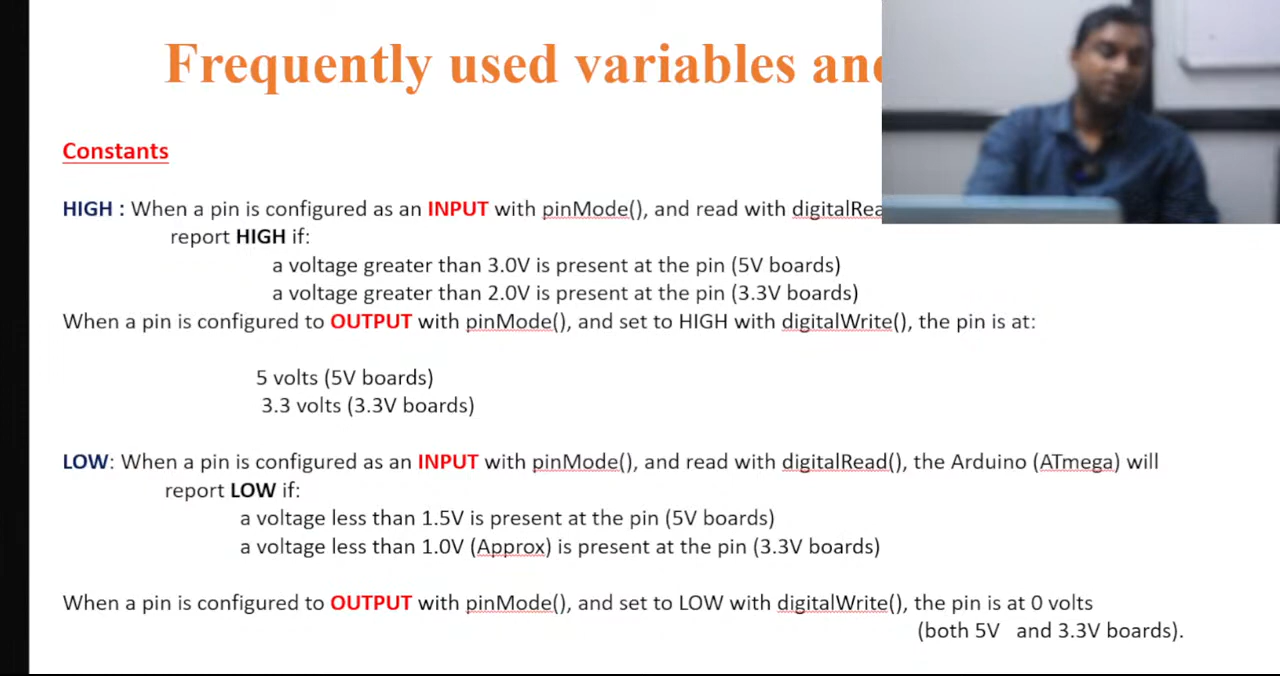 Frequently used variables and
Constants
HIGH : When a pin is configured as an INPUT with pinMode(), and read with digitalRea
report HIGH if:
a voltage greater than 3.0V is present at the pin (5V boards)
a voltage greater than 2.0V is present at the pin (3.3V boards)
When a pin is configured to OUTPUT with pinMode(), and set to HIGH with digitalWrite(), the pin is at:
5 volts (5V boards)
3.3 volts (3.3V boards)
LOW: When a pin is configured as an INPUT with pinMode(), and read with digitalRead(), the Arduino (ATmega) will
report LOW if:
a voltage less than 1.5V is present at the pin (5V boards)
a voltage less than 1.0V (Approx) is present at the pin (3.3V boards)
When a pin is configured to OUTPUT with pinMode(), and set to LOW with digitalWrite(), the pin is at 0 volts
(both 5V and 3.3V boards).